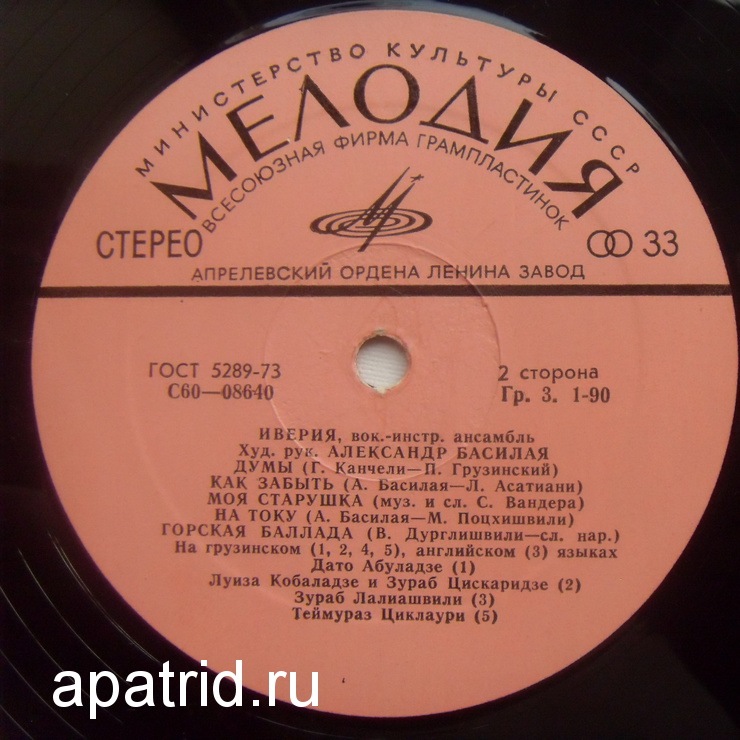 МИНИСТЕРСТВО КУЛЬТУРЫ СССР
МЕЛОДИЯ
ВСЕСОЮЗНАЯ ФИРМА ГРАМПЛАСТИНОК
СТЕРЕО
33
АПРЕЛЕВСКИЙ ОРДЕНА ЛЕНИНА ЗАВОД
ГОСТ 5289-73
2 сторона
С60—08640
Гр. 3. 1-90
ИВЕРИЯ, вок.-инстр. ансамбль
Худ. рук. АЛЕКСАНДР БАСИЛАЯ
ДУМЫ (Г. Канчели—П. Грузинский)
КАК ЗАБЫТЬ (А. Басилая—Л. Асатиани)
МОЯ СТАРУШКА (муз. и сл. С. Вандера)
НА ТОКУ (А. Басилая—М. Поцхишвили)
ГОРСКАЯ БАЛЛАДА (В. Дурглишвили—сл. нар.)
На грузинском (1, 2, 4, 5), английском (3) языках
Дато Абуладзе (1)
Луиза Кобаладзе и Зураб Цискаридзе (2)
Зураб Лалиашвили (3)
Теймураз Циклаури (5)
apatrid.ru